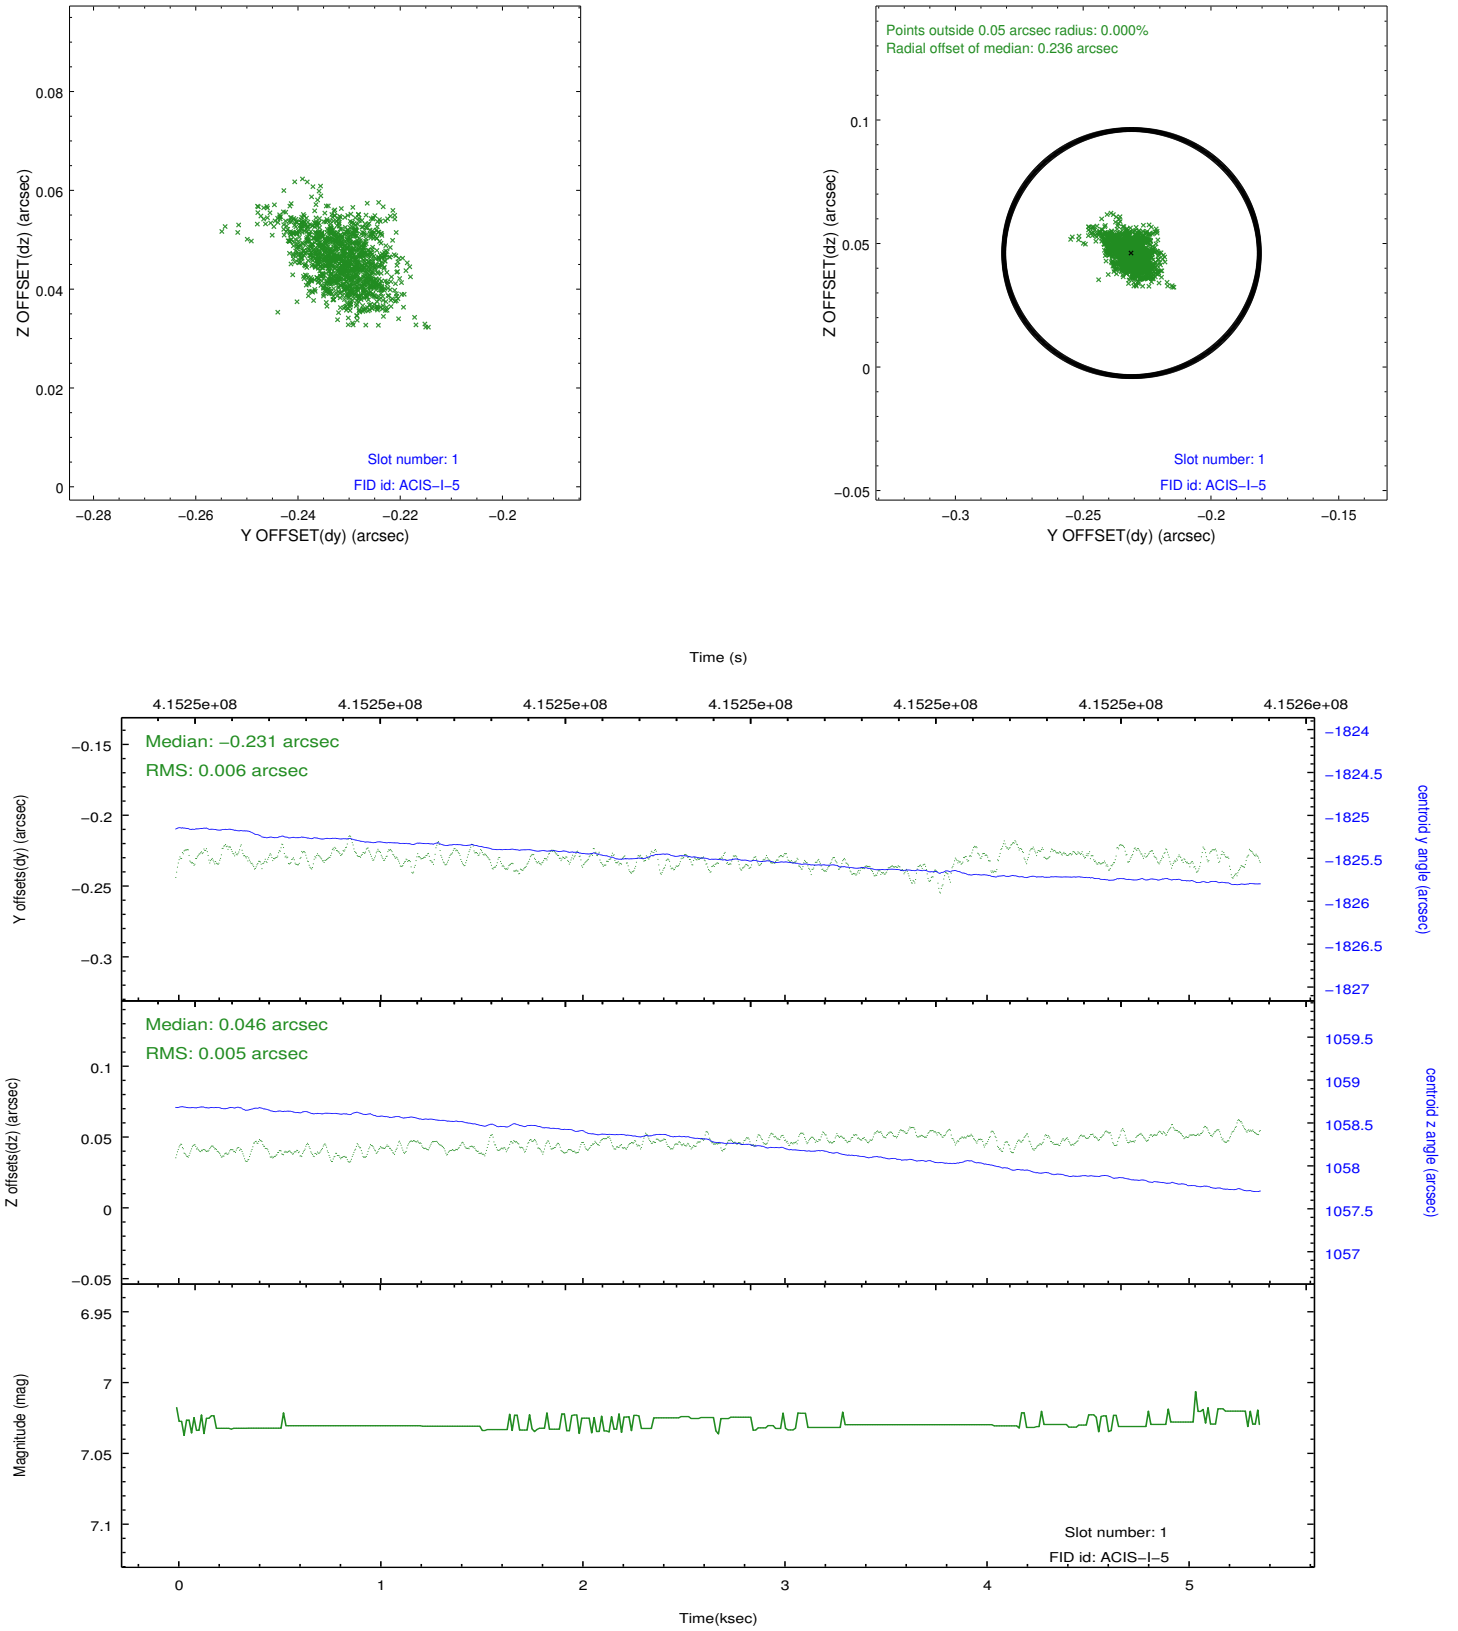 0.08
0.06
0.04
0.02
0
Z OFFSET(dz) (arcsec)
Slot number: 1
FID id: ACIS−I−5
−0.28 −0.26 −0.24 −0.22 −0.2
Y OFFSET(dy) (arcsec)
Points outside 0.05 arcsec radius: 0.000%
Radial offset of median: 0.236 arcsec
0.1
0.05
0
−0.05
Z OFFSET(dz) (arcsec)
Slot number: 1
FID id: ACIS−I−5
−0.3 −0.25 −0.2 −0.15
Y OFFSET(dy) (arcsec)
Time (s)
4.1525e+08 4.1525e+08 4.1525e+08 4.1525e+08 4.1525e+08 4.1525e+08 4.1526e+08
Median: −0.231 arcsec
RMS: 0.006 arcsec
−0.15
−0.2
−0.25
−0.3
Y offsets(dy) (arcsec)
−1824
−1824.5
−1825
−1825.5
−1826
−1826.5
−1827
centroid y angle (arcsec)
Median: 0.046 arcsec
RMS: 0.005 arcsec
0.1
0.05
0
−0.05
Z offsets(dz) (arcsec)
1059.5
1059
1058.5
1058
1057.5
1057
centroid z angle (arcsec)
6.95
7
7.05
7.1
Magnitude (mag)
Slot number: 1
FID id: ACIS−I−5
0 1 2 3 4 5
Time(ksec)